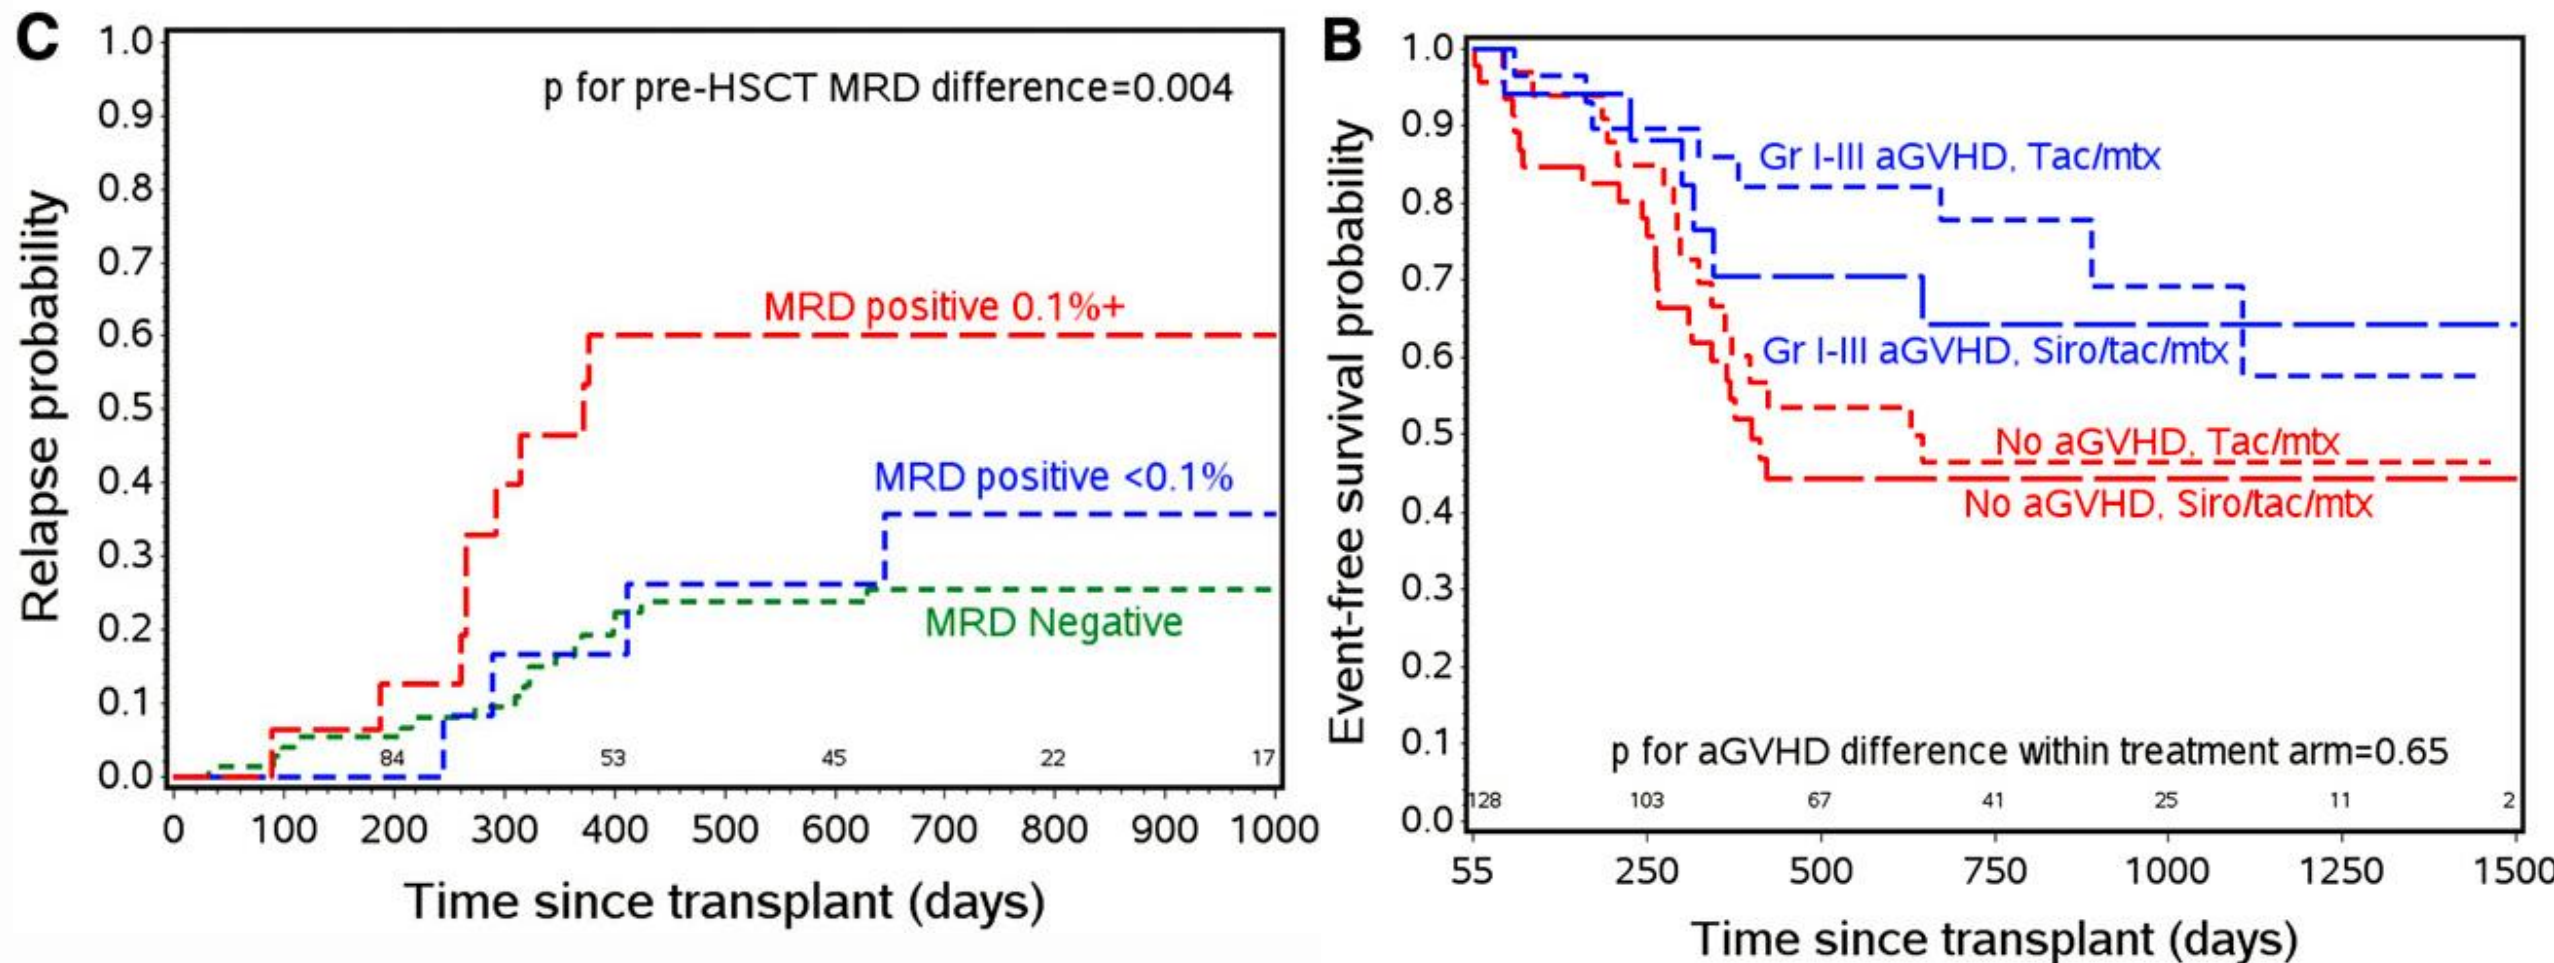 C
Relapse probability
1.0
0.9
0.8
0.7
0.6
0.5
0.4
0.3
0.2
0.1
0.0
p for pre-HSCT MRD difference=0.004
MRD positive 0.1%+
MRD positive <0.1%
MRD Negative
84 53 45 22 17
0 100 200 300 400 500 600 700 800 900 1000
Time since transplant (days)
B
Event-free survival probability
1.0
0.9
0.8
0.7
0.6
0.5
0.4
0.3
0.2
0.1
0.0
Gr I-III aGVHD, Tac/mtx
Gr I-III aGVHD, Siro/tac/mtx
No aGVHD, Tac/mtx
No aGVHD, Siro/tac/mtx
p for aGVHD difference within treatment arm=0.65
128 103 67 41 25 11 2
55 250 500 750 1000 1250 1500
Time since transplant (days)